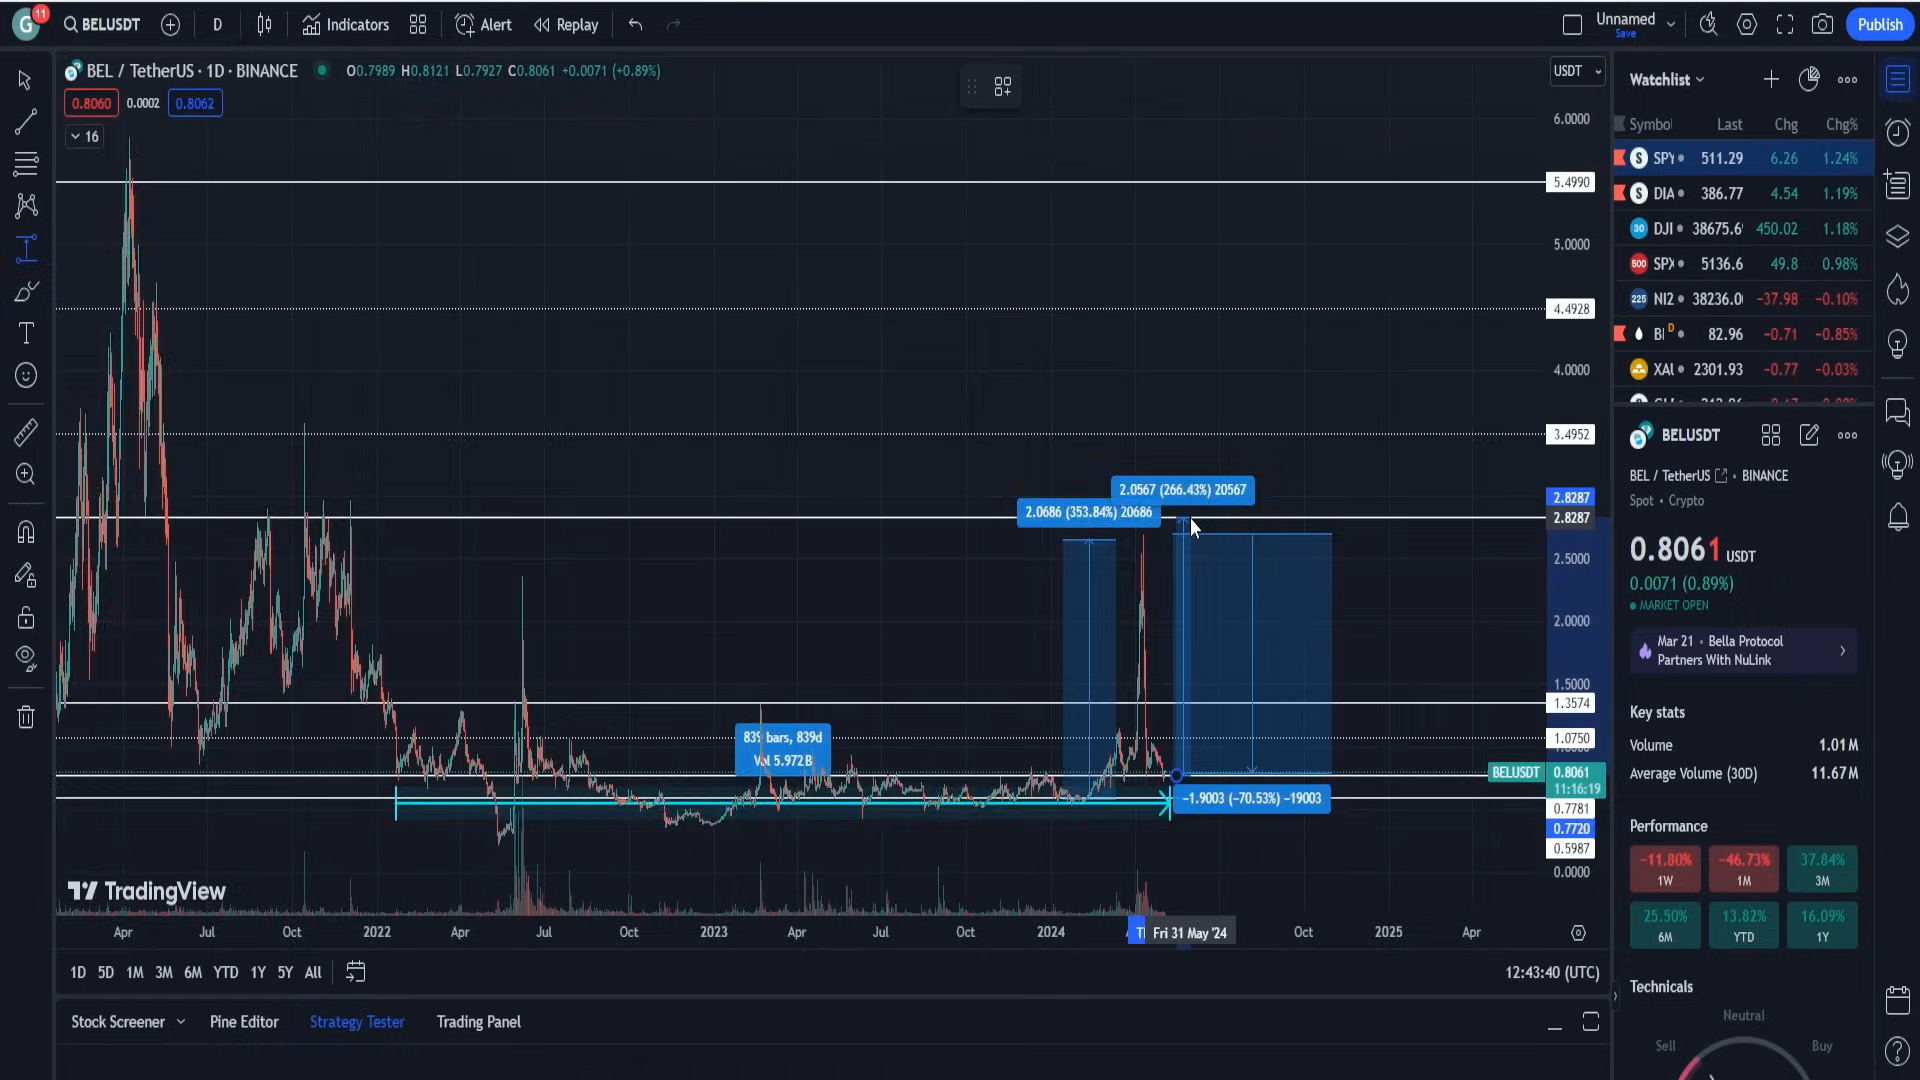 G 11 BELUSDT D Indicators Alert Replay Unnamed Save Publish
BEL / TetherUS · 1D · BINANCE O0.7989 H0.8121 L0.7927 C0.8061 +0.0071 (+0.89%) USDT
0.8060 0.0002 0.8062
16
6.0000
5.4990
5.0000
4.4928
4.0000
3.4952
2.8287
2.8287
2.5000
2.0000
1.5000
1.3574
1.0750
BELUSDT 0.8061
11:16:19
0.7781
0.7720
0.5987
0.0000
2.0567 (266.43%) 20567
2.0686 (353.84%) 20686
839 bars, 839d
Vol 5.972B
−1.9003 (−70.53%) −19003
TradingView
Apr Jul Oct 2022 Apr Jul Oct 2023 Apr Jul Oct 2024 Fri 31 May '24 Oct 2025 Apr
1D 5D 1M 3M 6M YTD 1Y 5Y All 12:43:40 (UTC)
Stock Screener Pine Editor Strategy Tester Trading Panel
Watchlist
Symbol Last Chg Chg%
S SPY 511.29 6.26 1.24%
S DIA 386.77 4.54 1.19%
30 DJI 38675.6 450.02 1.18%
500 SPX 5136.6 49.8 0.98%
225 NI2 38236.0 −37.98 −0.10%
D 82.96 −0.71 −0.85%
XAU 2301.93 −0.77 −0.03%
BELUSDT
BEL / TetherUS · BINANCE
Spot · Crypto
0.8061 USDT
0.0071 (0.89%)
MARKET OPEN
Mar 21 · Bella Protocol
Partners With NuLink
Key stats
Volume 1.01M
Average Volume (30D) 11.67M
Performance
−11.80% −46.73% 37.84%
1W 1M 3M
25.50% 13.82% 16.09%
6M YTD 1Y
Technicals
Neutral
Sell Buy